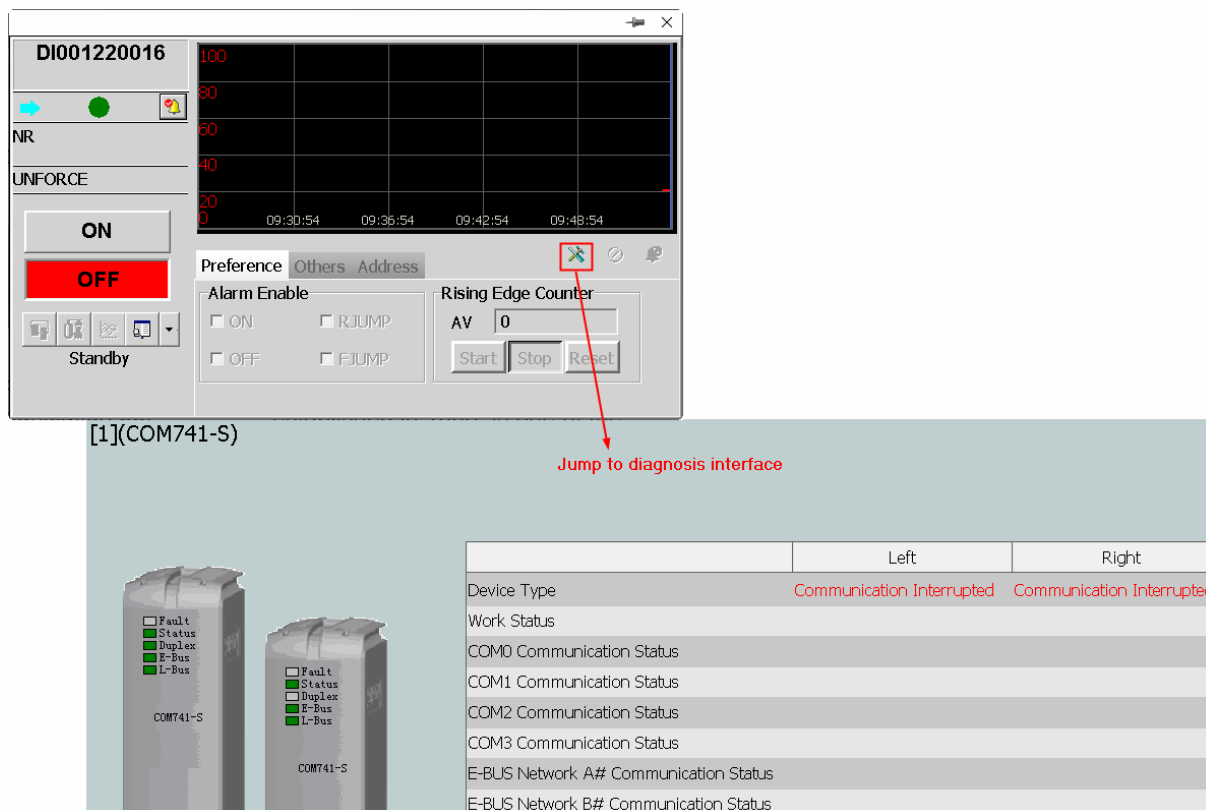 DI001220016
NR
UNFORCE
ON
OFF
Standby
100
80
60
40
20
0
09:30:54 09:36:54 09:42:54 09:48:54
Preference Others Address
Alarm Enable
ON RJUMP
OFF FJUMP
Rising Edge Counter
AV 0
Start Stop Reset
[1](COM741-S)
Jump to diagnosis interface
Fault
Status
Duplex
E-Bus
L-Bus
COM741-S
Fault
Status
Duplex
E-Bus
L-Bus
COM741-S
Left Right
Device Type Communication Interrupted Communication Interrupte
Work Status
COM0 Communication Status
COM1 Communication Status
COM2 Communication Status
COM3 Communication Status
E-BUS Network A# Communication Status
E-BUS Network B# Communication Status